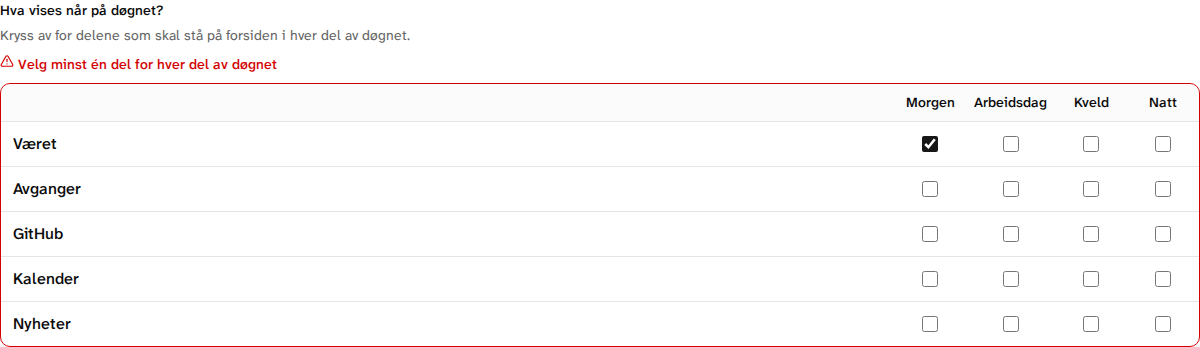 Hva vises når på døgnet?
Kryss av for delene som skal stå på forsiden i hver del av døgnet.
Velg minst én del for hver del av døgnet
Morgen Arbeidsdag Kveld Natt
Været
Avganger
GitHub
Kalender
Nyheter